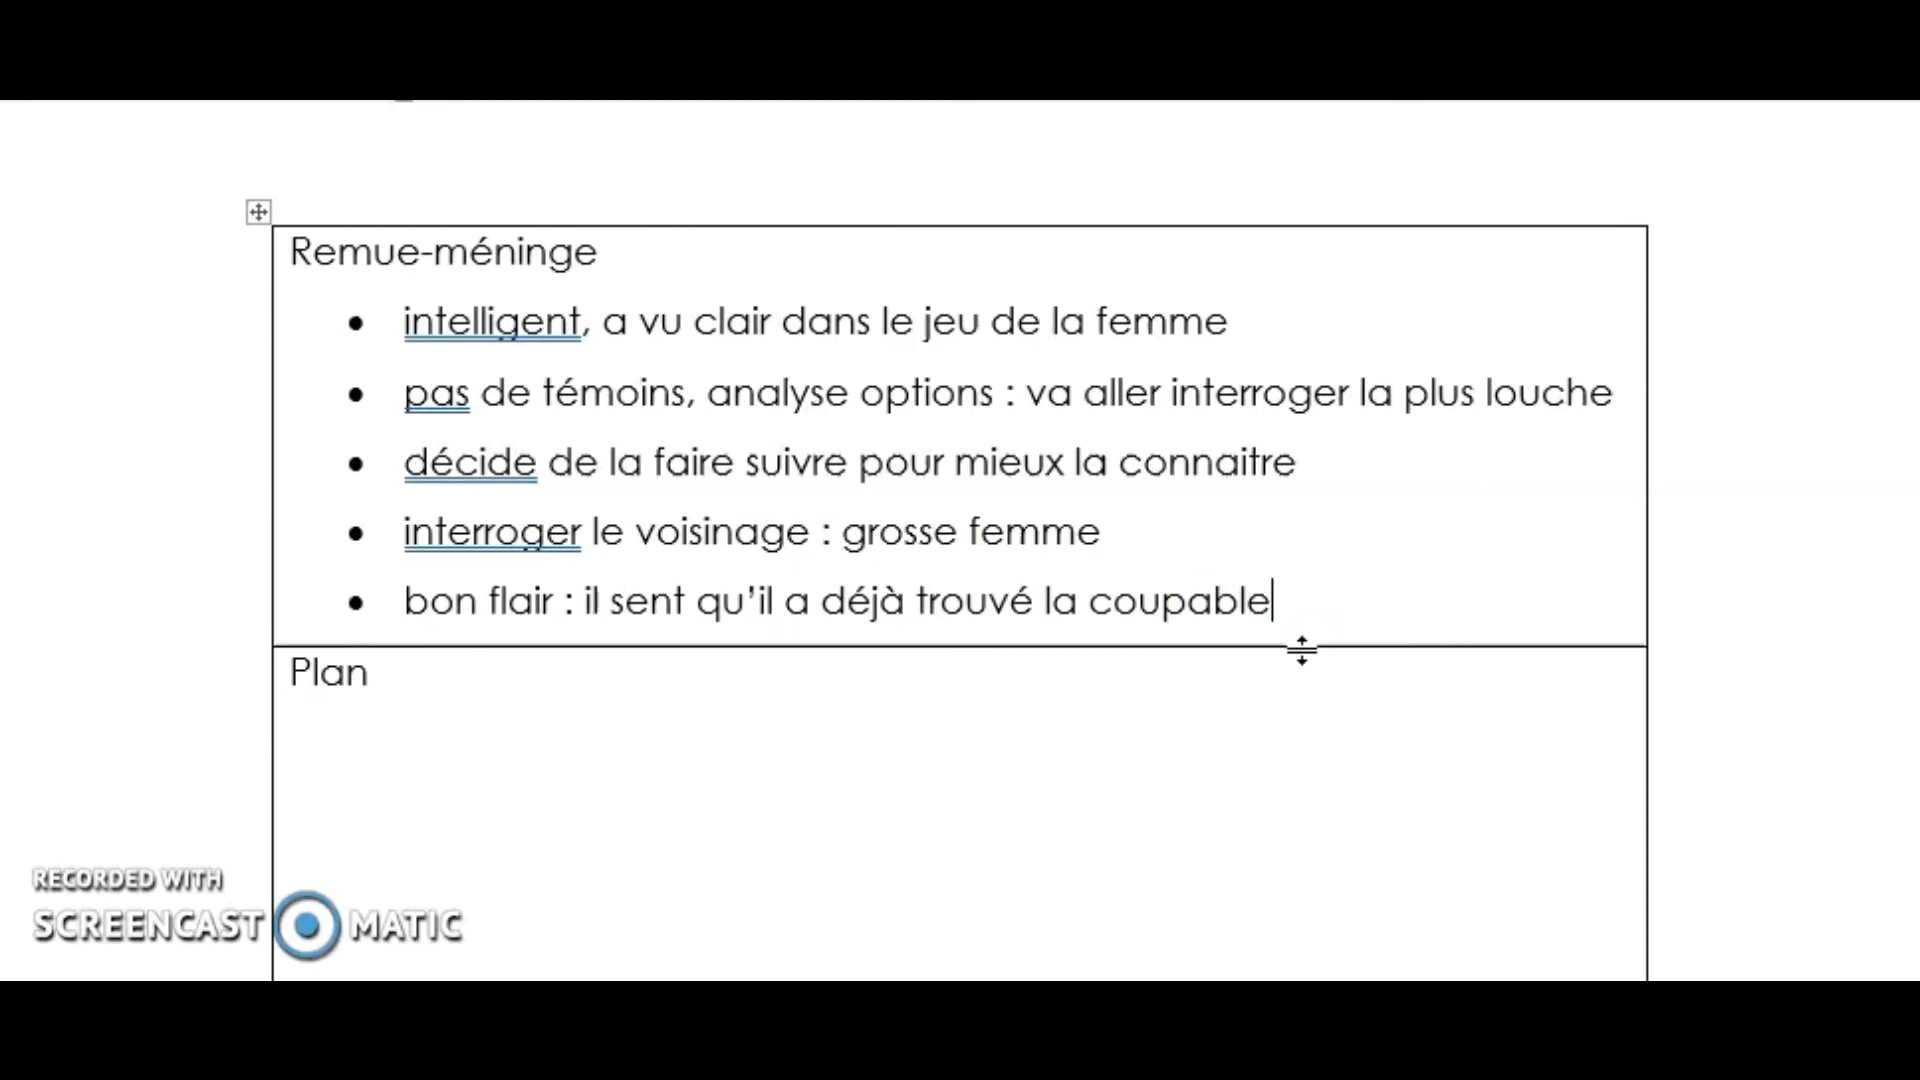 Remue-méninge
• intelligent, a vu clair dans le jeu de la femme
• pas de témoins, analyse options : va aller interroger la plus louche
• décide de la faire suivre pour mieux la connaitre
• interroger le voisinage : grosse femme
• bon flair : il sent qu’il a déjà trouvé la coupable
Plan
RECORDED WITH
SCREENCAST MATIC